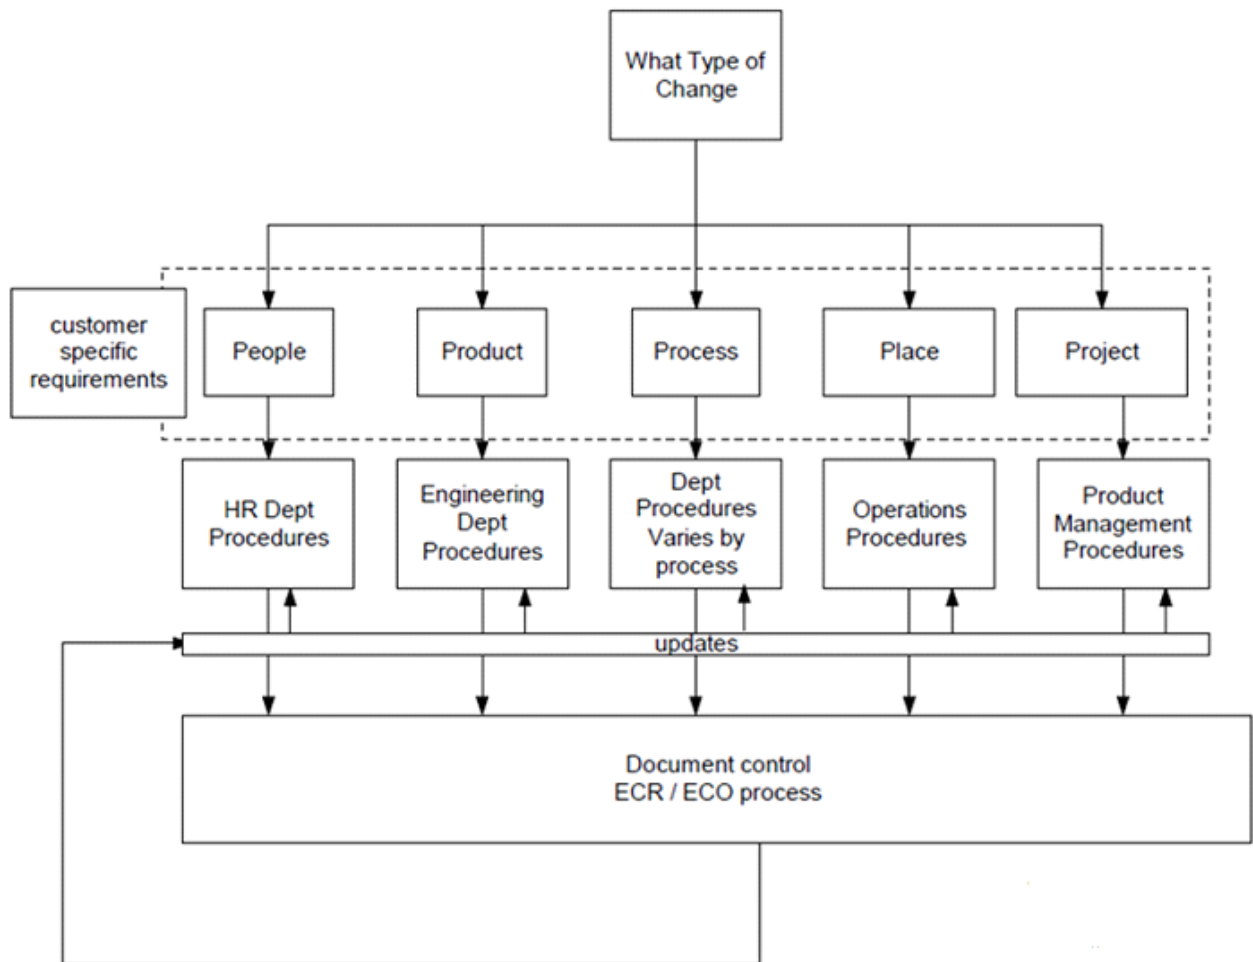 What Type of
Change
customer
specific
requirements
People
Product
Process
Place
Project
HR Dept
Procedures
Engineering
Dept
Procedures
Dept
Procedures
Varies by
process
Operations
Procedures
Product
Management
Procedures
updates
Document control
ECR / ECO process